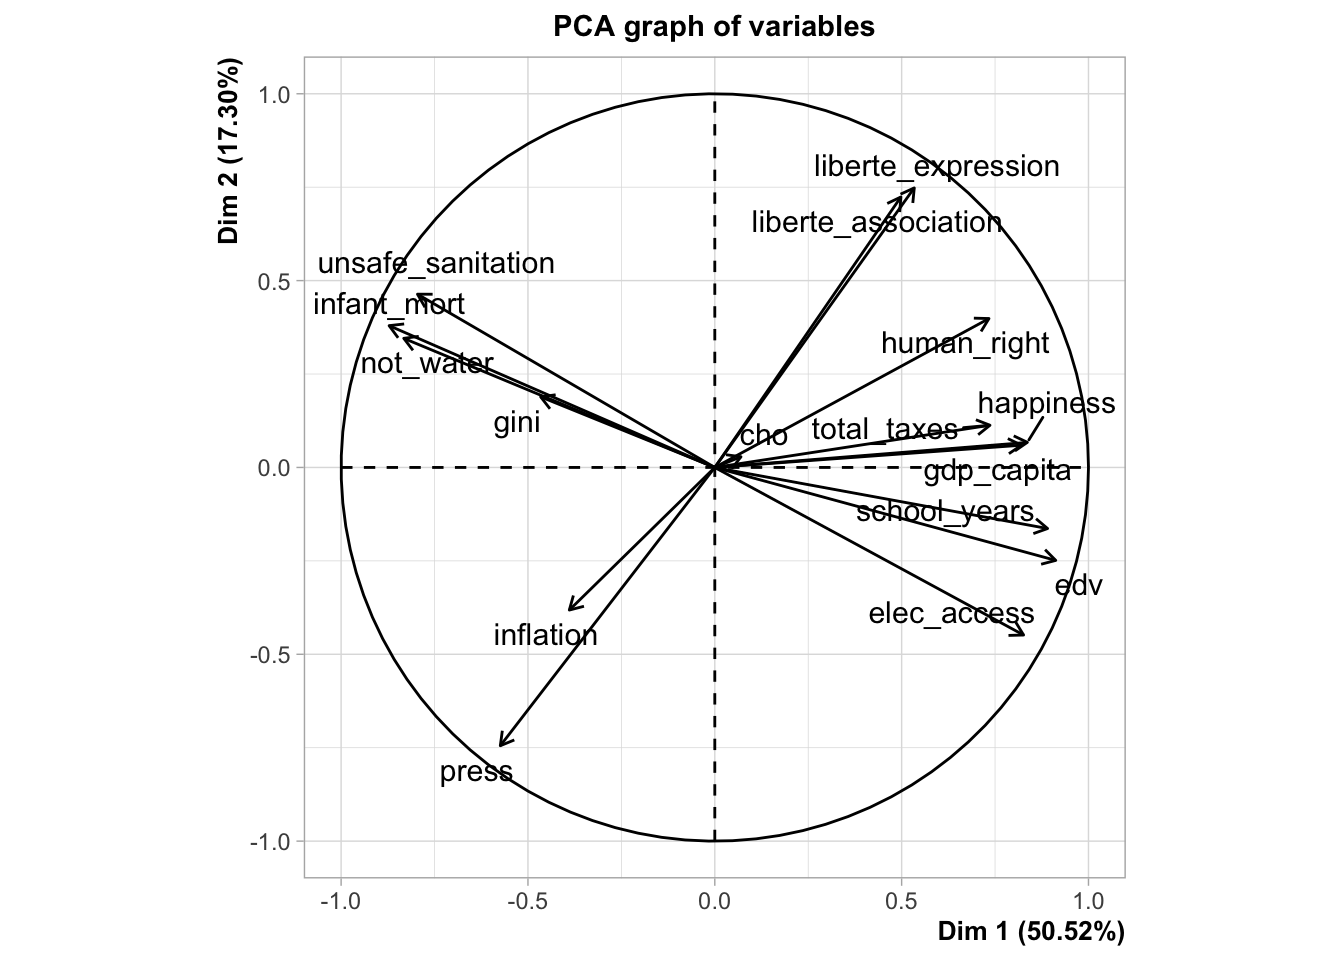 PCA graph of variables
Dim 2 (17.30%)
1.0
0.5
0.0
-0.5
-1.0
liberte_expression
liberte_association
unsafe_sanitation
infant_mort
not_water
gini
human_right
happiness
cho
total_taxes
gdp_capita
school_years
edv
elec_access
inflation
press
-1.0
-0.5
0.0
0.5
1.0
Dim 1 (50.52%)